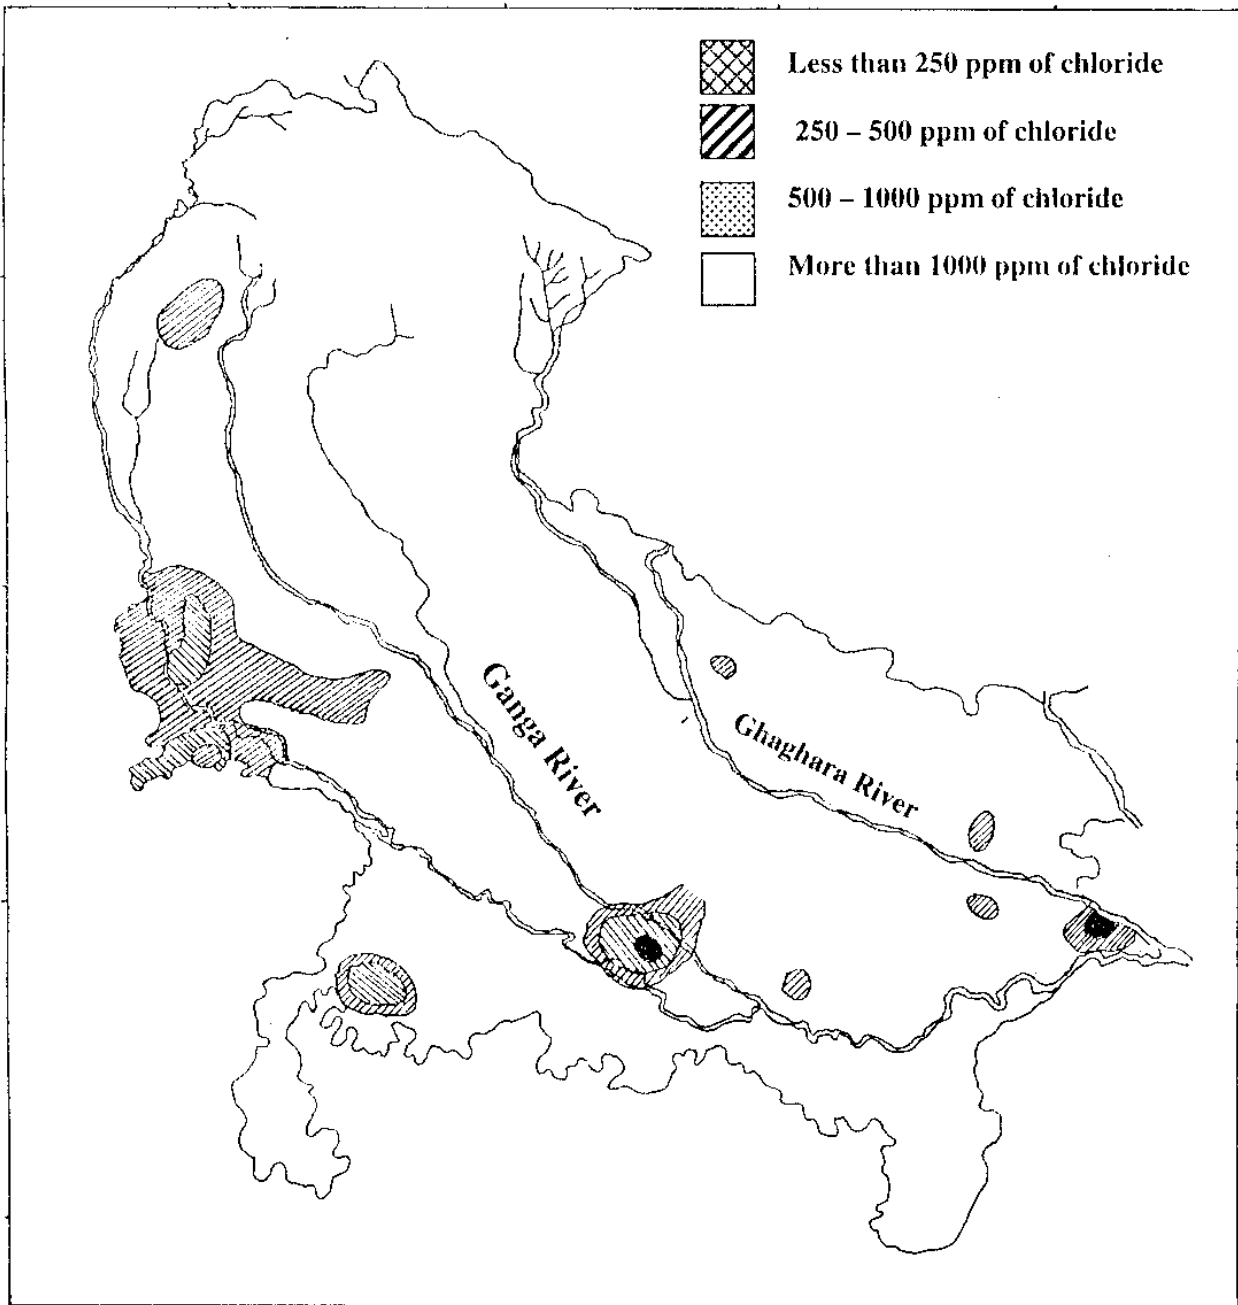 Less than 250 ppm of chloride
250 – 500 ppm of chloride
500 – 1000 ppm of chloride
More than 1000 ppm of chloride
Ganga River
Ghaghara River